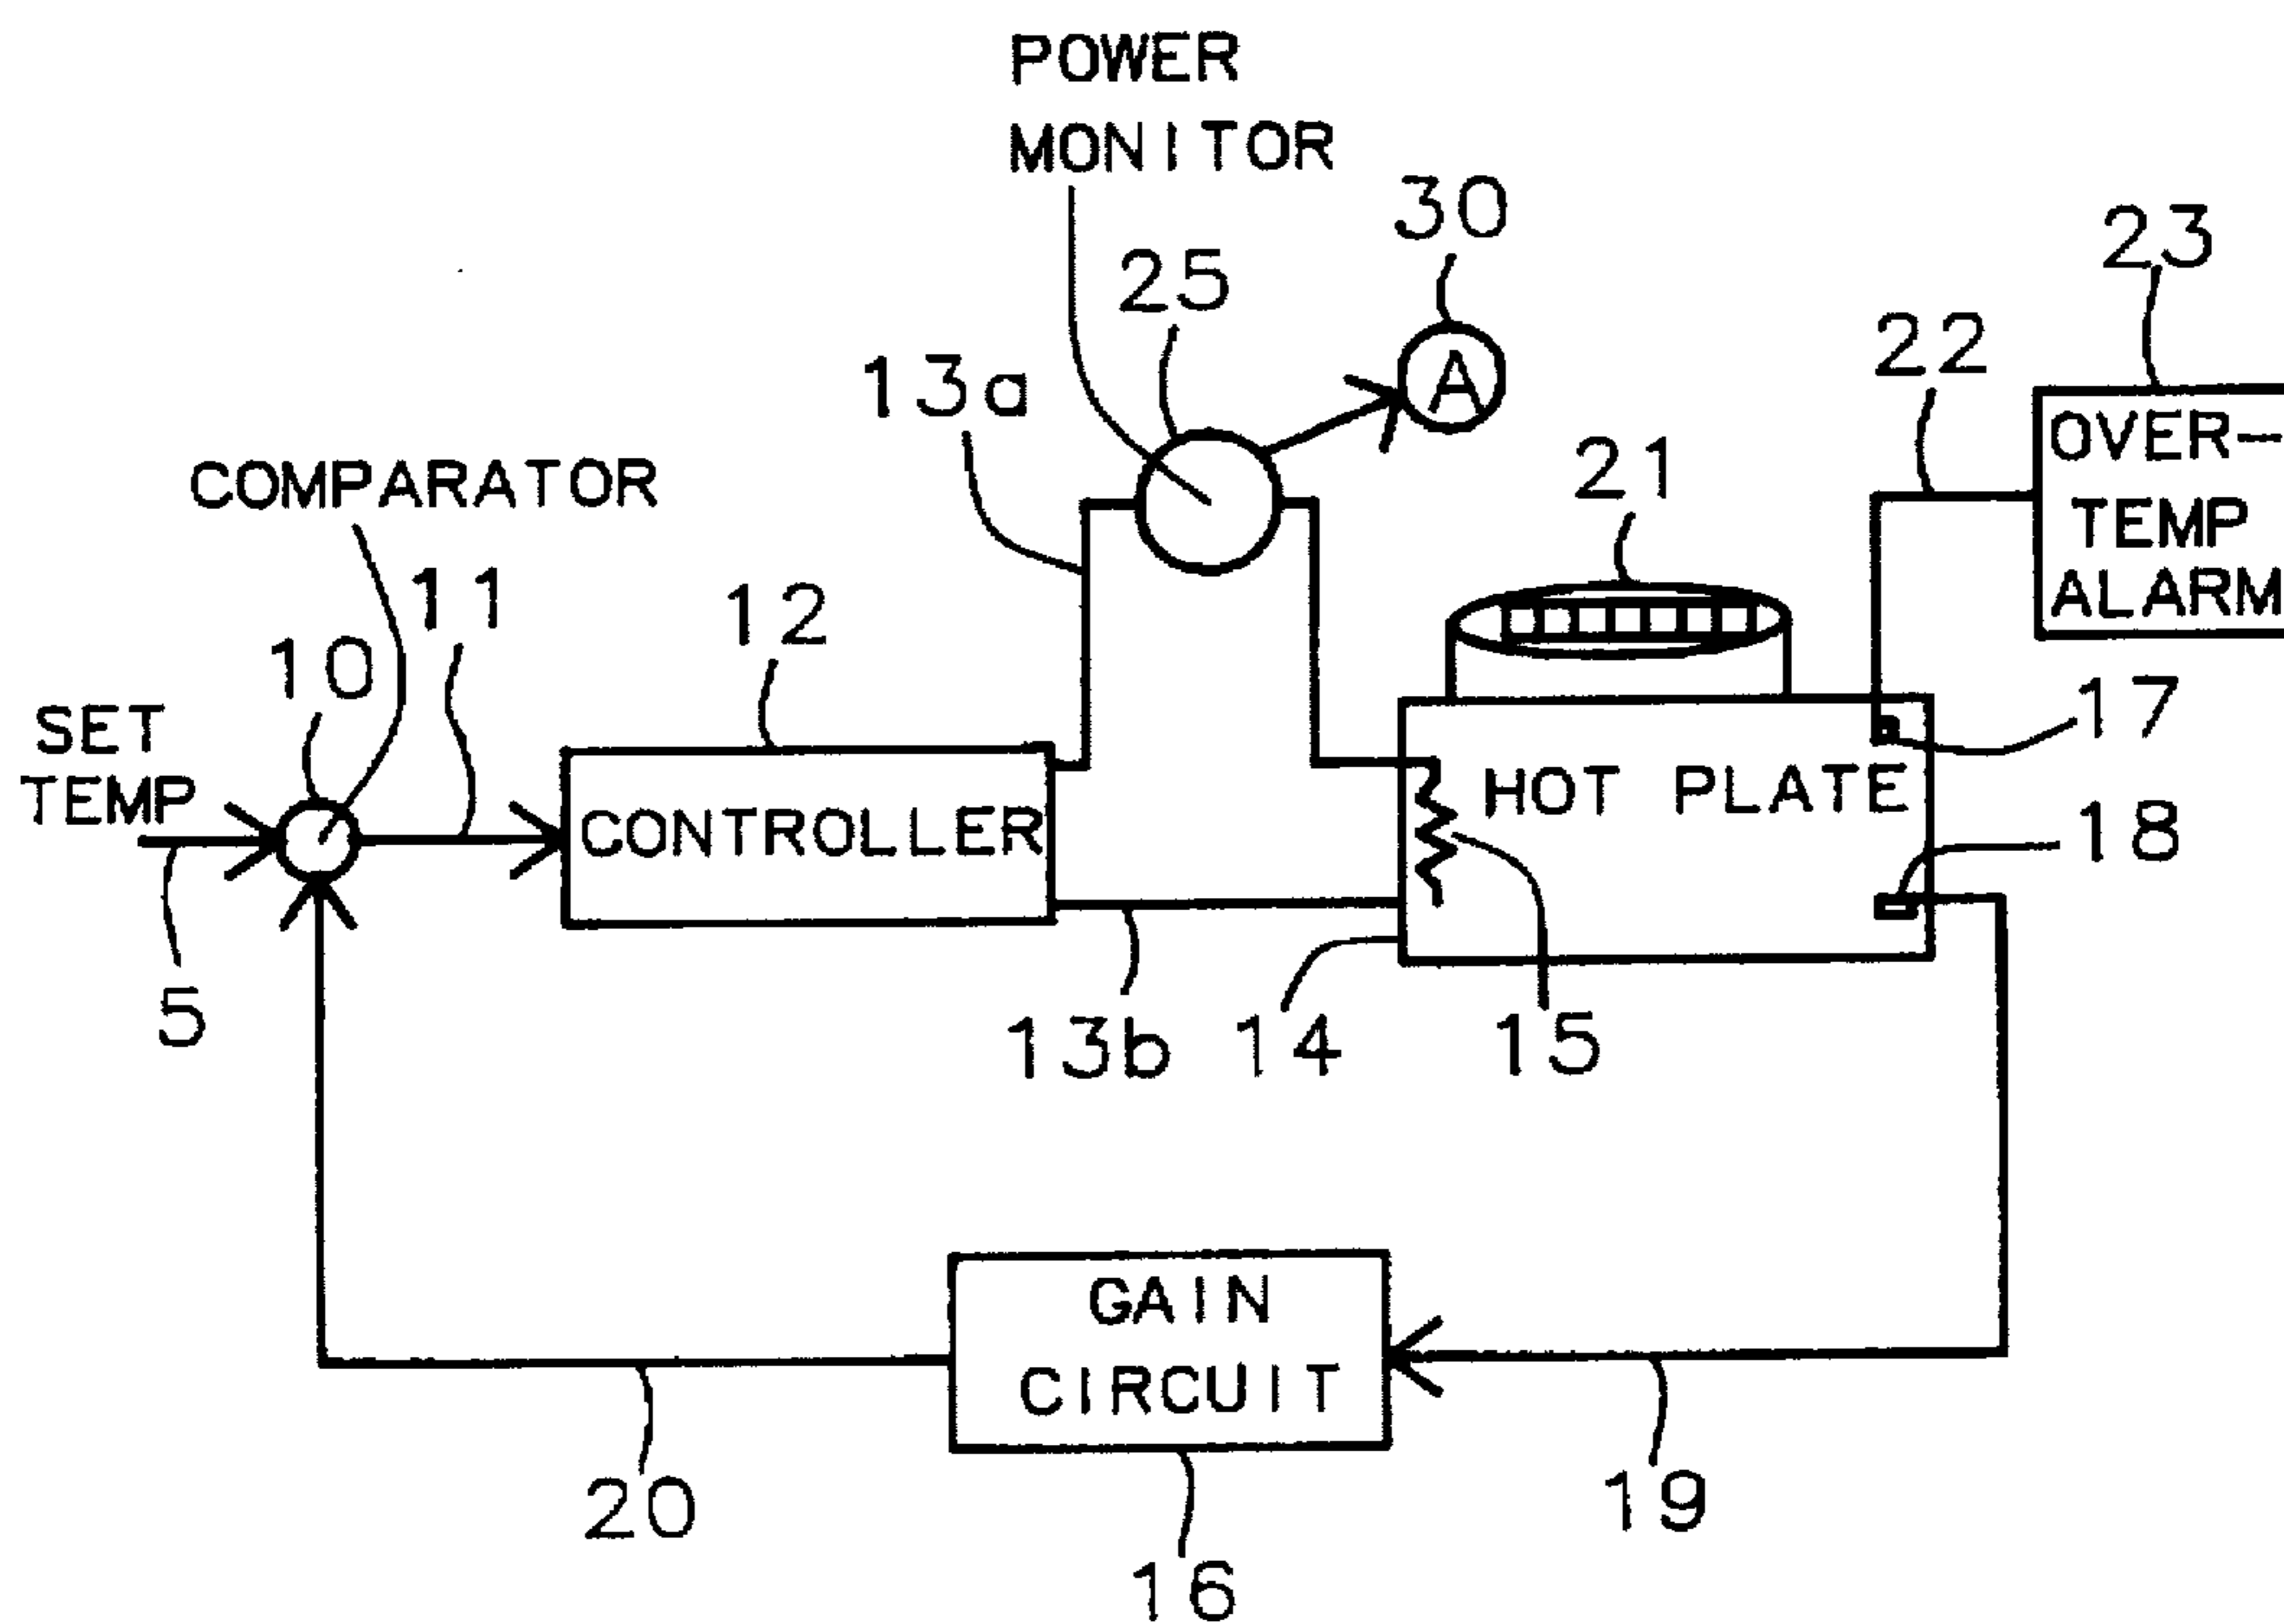 POWER
MONITOR
30
23
25
22
13a
A
OVER-
TEMP
ALARM
21
COMPARATOR
11
12
10
17
SET
TEMP
HOT PLATE
18
CONTROLLER
5
13b
14
15
GAIN
CIRCUIT
20
19
16